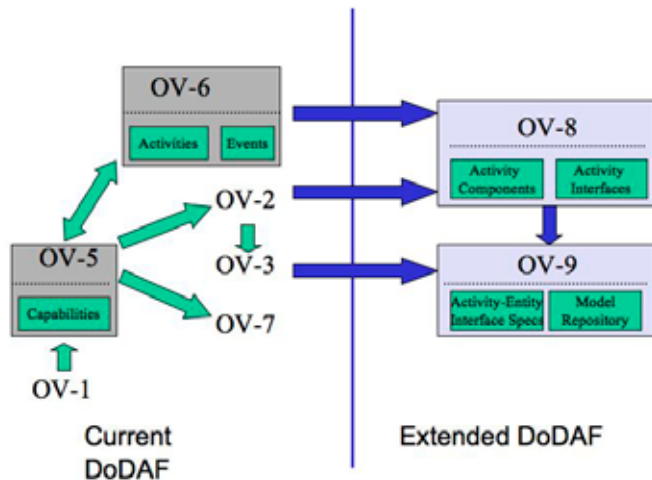 OV-6
Activities
Events
OV-2
OV-3
OV-5
Capabilities
OV-7
OV-1
Current
DoDAF
OV-8
Activity
Components
Activity
Interfaces
OV-9
Activity-Entity
Interface Specs
Model
Repository
Extended DoDAF